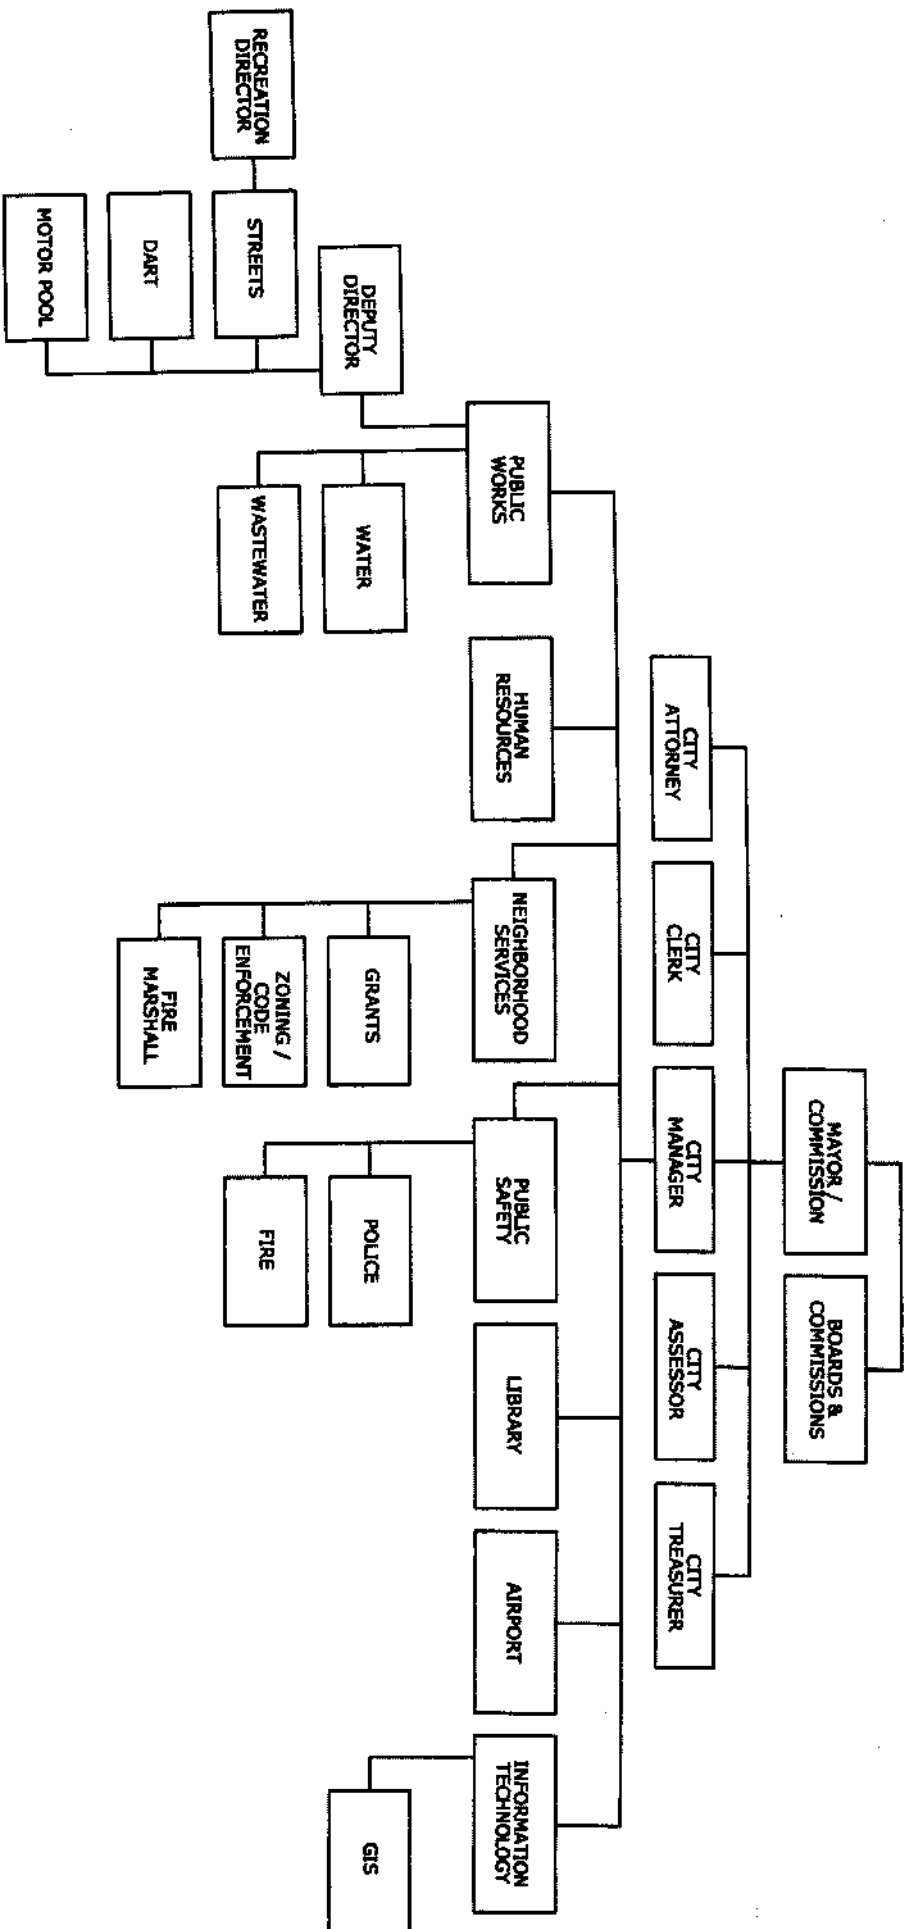 MAYOR /
COMMISSION
BOARDS &
COMMISSIONS
CITY
ATTORNEY
CITY
CLERK
CITY
MANAGER
CITY
ASSESSOR
CITY
TREASURER
PUBLIC
WORKS
HUMAN
RESOURCES
NEIGHBORHOOD
SERVICES
PUBLIC
SAFETY
LIBRARY
AIRPORT
INFORMATION
TECHNOLOGY
DEPUTY
DIRECTOR
WATER
GRANTS
POLICE
GIS
RECREATION
DIRECTOR
STREETS
WASTEWATER
ZONING /
CODE
ENFORCEMENT
FIRE
DART
FIRE
MARSHALL
MOTOR POOL